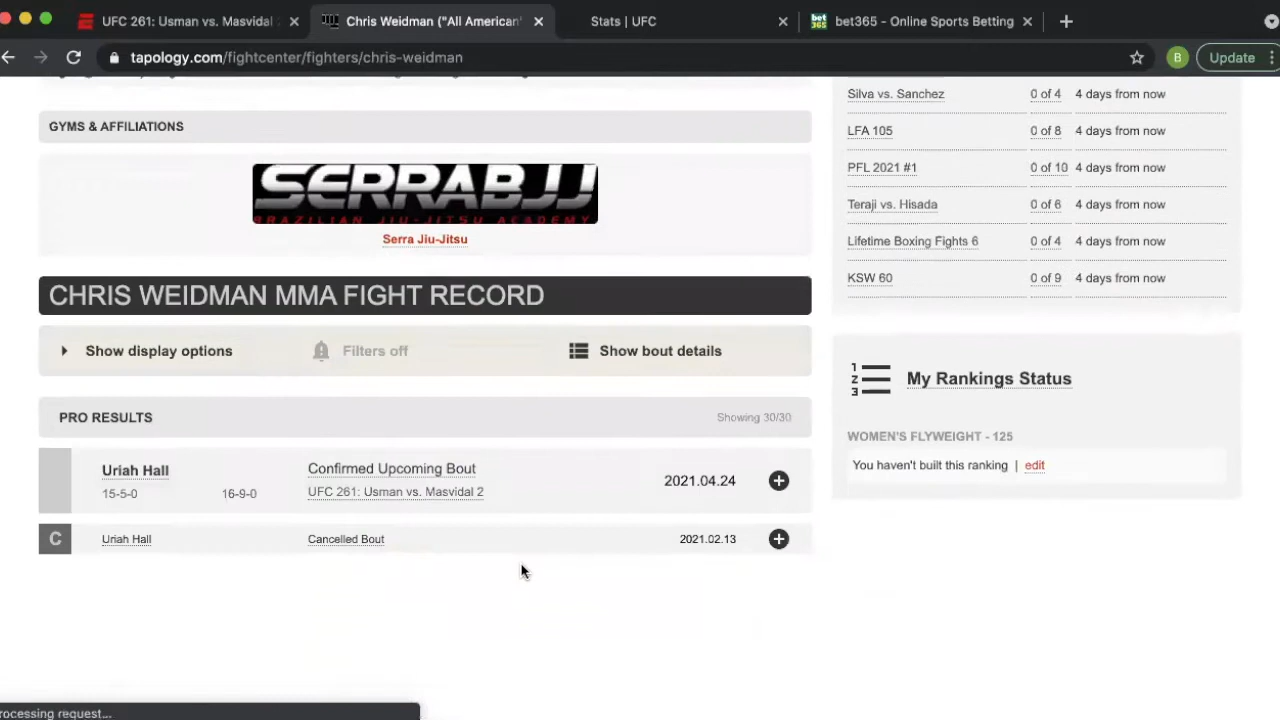 UFC 261: Usman vs. Masvidal
Chris Weidman ("All American"
Stats | UFC
bet365
bet365 - Online Sports Betting
tapology.com/fightcenter/fighters/chris-weidman
B
Update
GYMS & AFFILIATIONS
SERRABJJ
BRAZILIAN JIU-JITSU ACADEMY
Serra Jiu-Jitsu
CHRIS WEIDMAN MMA FIGHT RECORD
Show display options
Filters off
Show bout details
PRO RESULTS
Showing 30/30
Uriah Hall
Confirmed Upcoming Bout
2021.04.24
15-5-0
16-9-0
UFC 261: Usman vs. Masvidal 2
C
Uriah Hall
Cancelled Bout
2021.02.13
Silva vs. Sanchez 0 of 4 4 days from now
LFA 105 0 of 8 4 days from now
PFL 2021 #1 0 of 10 4 days from now
Teraji vs. Hisada 0 of 6 4 days from now
Lifetime Boxing Fights 6 0 of 4 4 days from now
KSW 60 0 of 9 4 days from now
1
2
3
My Rankings Status
WOMEN'S FLYWEIGHT - 125
You haven't built this ranking | edit
rocessing request...